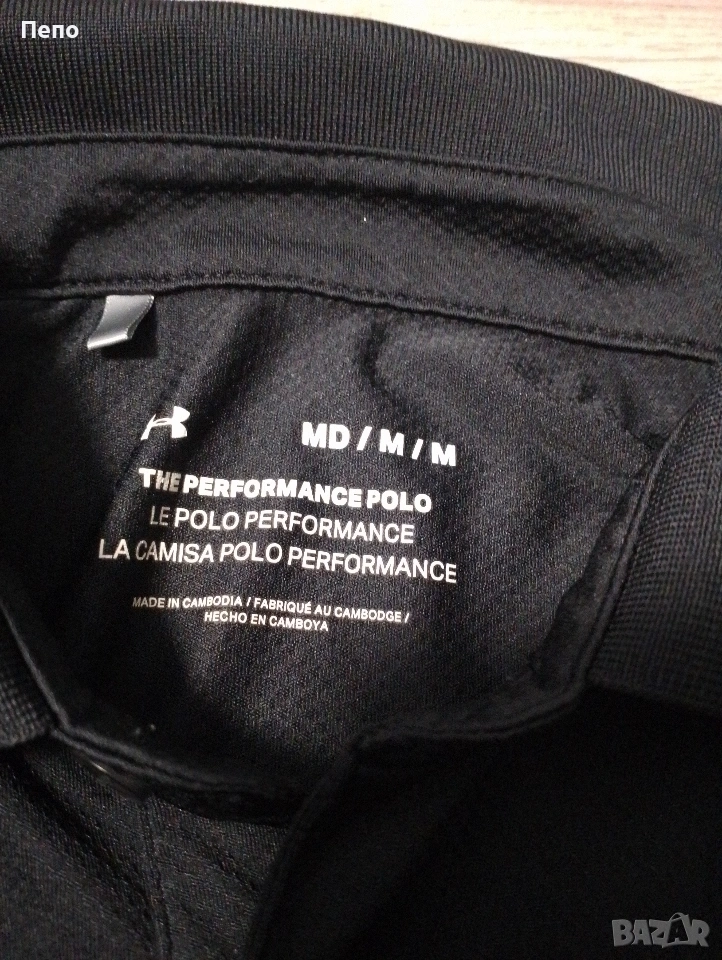 Пепо
MD / M / M
THE PERFORMANCE POLO
LE POLO PERFORMANCE
LA CAMISA POLO PERFORMANCE
MADE IN CAMBODIA / FABRIQUÉ AU CAMBODGE /
HECHO EN CAMBOYA
BAZAR